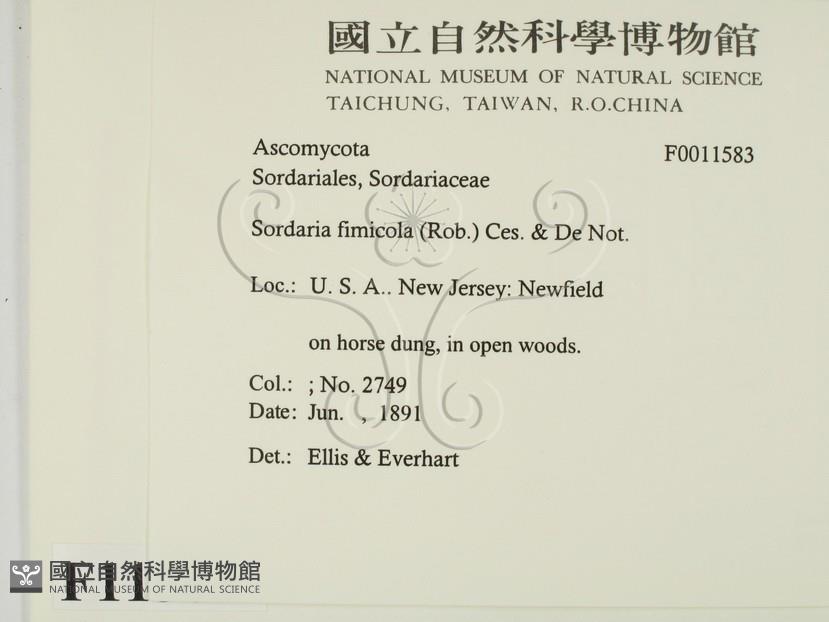 國立自然科學博物館
NATIONAL MUSEUM OF NATURAL SCIENCE
TAICHUNG, TAIWAN, R.O.CHINA
Ascomycota F0011583
Sordariales, Sordariaceae
Sordaria fimicola (Rob.) Ces. & De Not.
Loc.: U. S. A.. New Jersey: Newfield
on horse dung, in open woods.
Col.: ; No. 2749
Date: Jun. , 1891
Det.: Ellis & Everhart
國立自然科學博物館
NATIONAL MUSEUM OF NATURAL SCIENCE